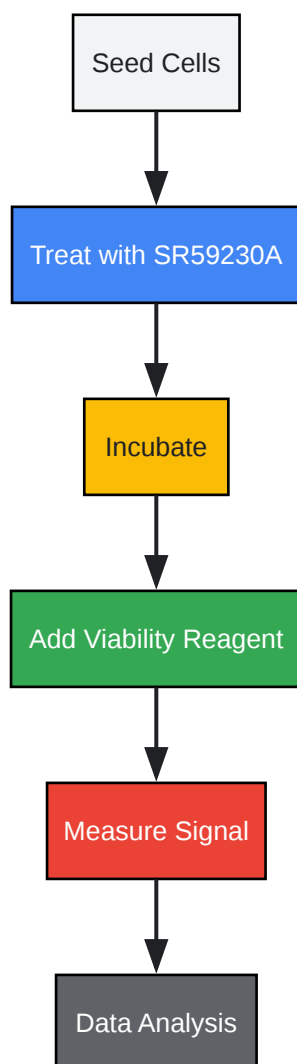 Seed Cells
Treat with SR59230A
Incubate
Add Viability Reagent
Measure Signal
Data Analysis